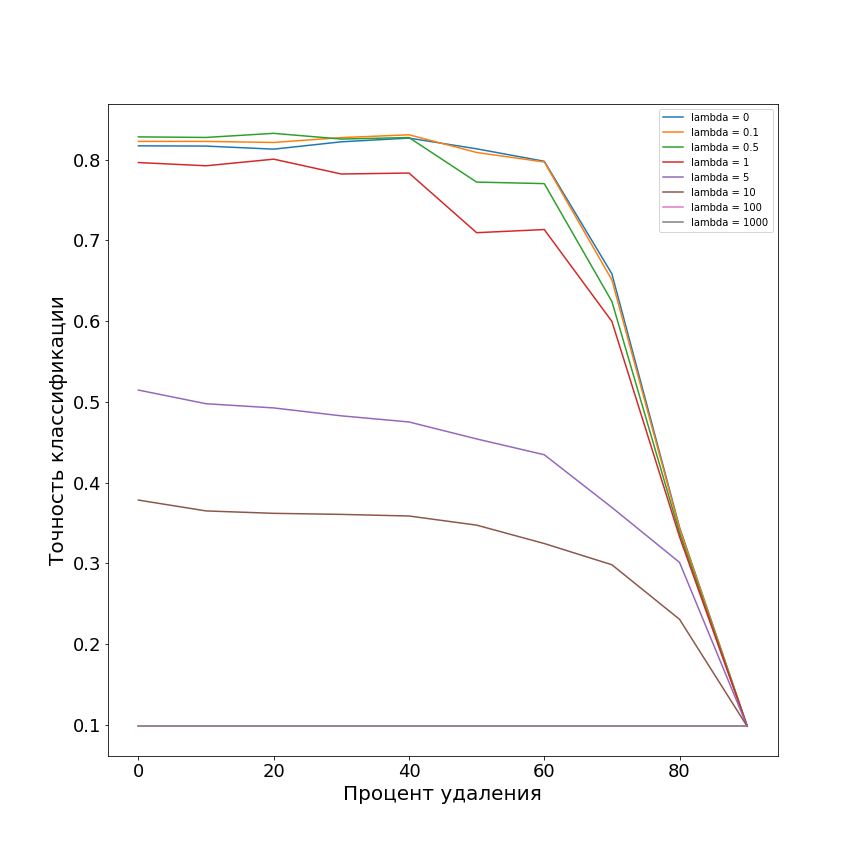 lambda = 0
lambda = 0.1
lambda = 0.5
lambda = 1
lambda = 5
lambda = 10
lambda = 100
lambda = 1000
Точность классификации
0.8
0.7
0.6
0.5
0.4
0.3
0.2
0.1
0 20 40 60 80
Процент удаления